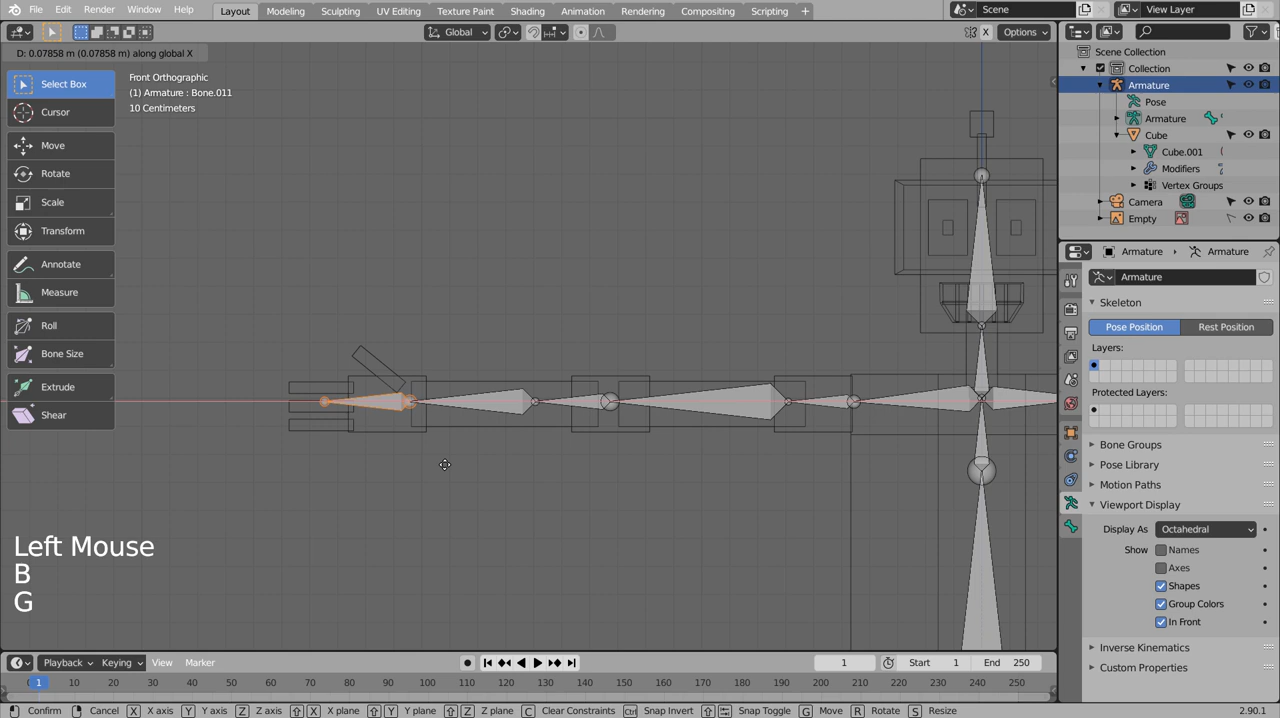 File Edit Render Window Help Layout Modeling Sculpting UV Editing Texture Paint Shading Animation Rendering Compositing Scripting Scene View Layer
Global X Options
D: 0.07858 m (0.07858 m) along global X
Select Box
Cursor
Move
Rotate
Scale
Transform
Annotate
Measure
Roll
Bone Size
Extrude
Shear
Front Orthographic
(1) Armature : Bone.011
10 Centimeters
Left Mouse
B
G
Scene Collection
Collection
Armature
Pose
Armature
Cube
Cube.001
Modifiers
Vertex Groups
Camera
Empty
Armature Armature
Armature
Skeleton
Pose Position Rest Position
Layers:
Protected Layers:
Bone Groups
Pose Library
Motion Paths
Viewport Display
Display As Octahedral
Show Names
Axes
Shapes
Group Colors
In Front
Inverse Kinematics
Custom Properties
Playback Keying View Marker 1 Start 1 End 250
0 1 10 20 30 40 50 60 70 80 90 100 110 120 130 140 150 160 170 180 190 200 210 220 230 240 250
Confirm Cancel X X axis Y Y axis Z Z axis X X plane Y Y plane Z Z plane C Clear Constraints Ctrl Snap Invert Snap Toggle G Move R Rotate S Resize 2.90.1